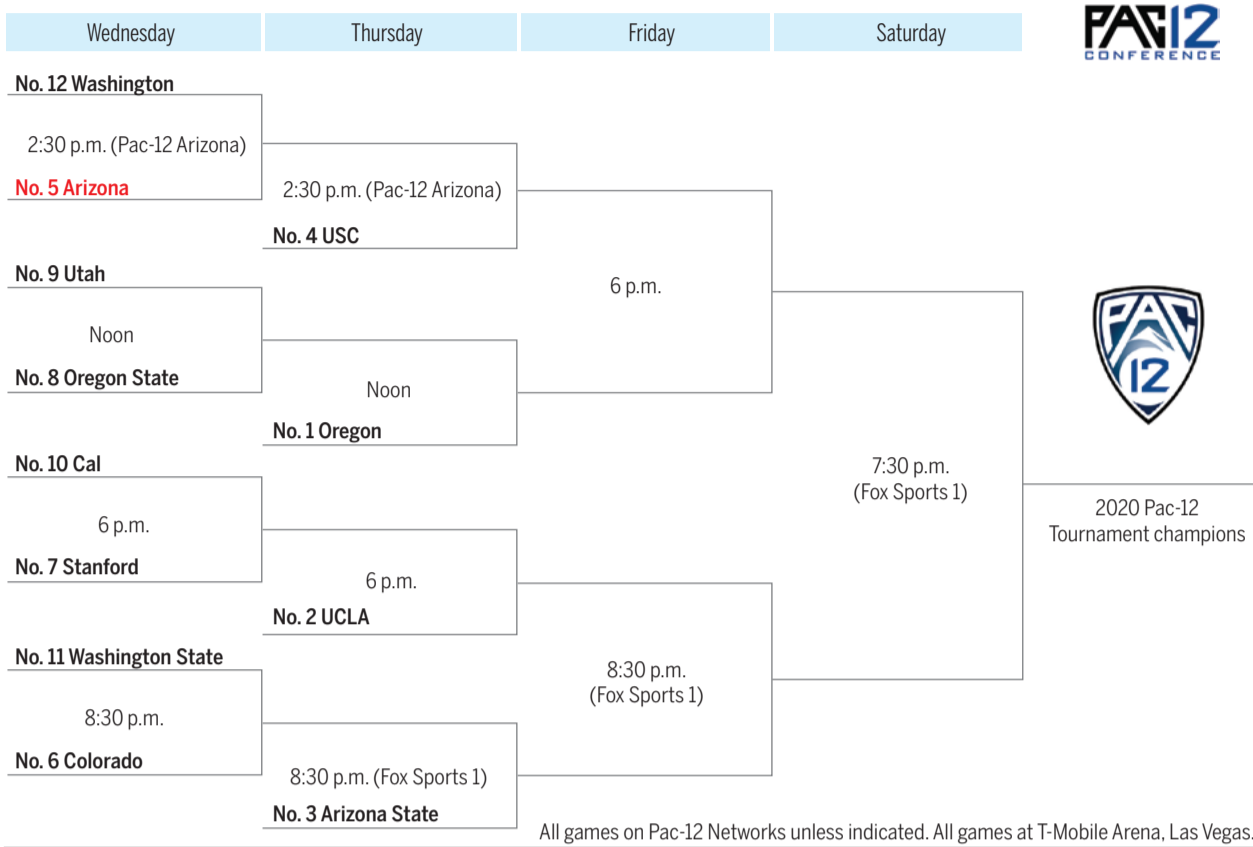 Wednesday
Thursday
Friday
Saturday
PAC12
CONFERENCE
No. 12 Washington
2:30 p.m. (Pac-12 Arizona)
No. 5 Arizona
2:30 p.m. (Pac-12 Arizona)
No. 4 USC
No. 9 Utah
Noon
No. 8 Oregon State
Noon
No. 1 Oregon
6 p.m.
No. 10 Cal
6 p.m.
No. 7 Stanford
6 p.m.
No. 2 UCLA
No. 11 Washington State
8:30 p.m.
No. 6 Colorado
8:30 p.m. (Fox Sports 1)
No. 3 Arizona State
8:30 p.m.
(Fox Sports 1)
7:30 p.m.
(Fox Sports 1)
PAC
12
2020 Pac-12
Tournament champions
All games on Pac-12 Networks unless indicated. All games at T-Mobile Arena, Las Vegas.